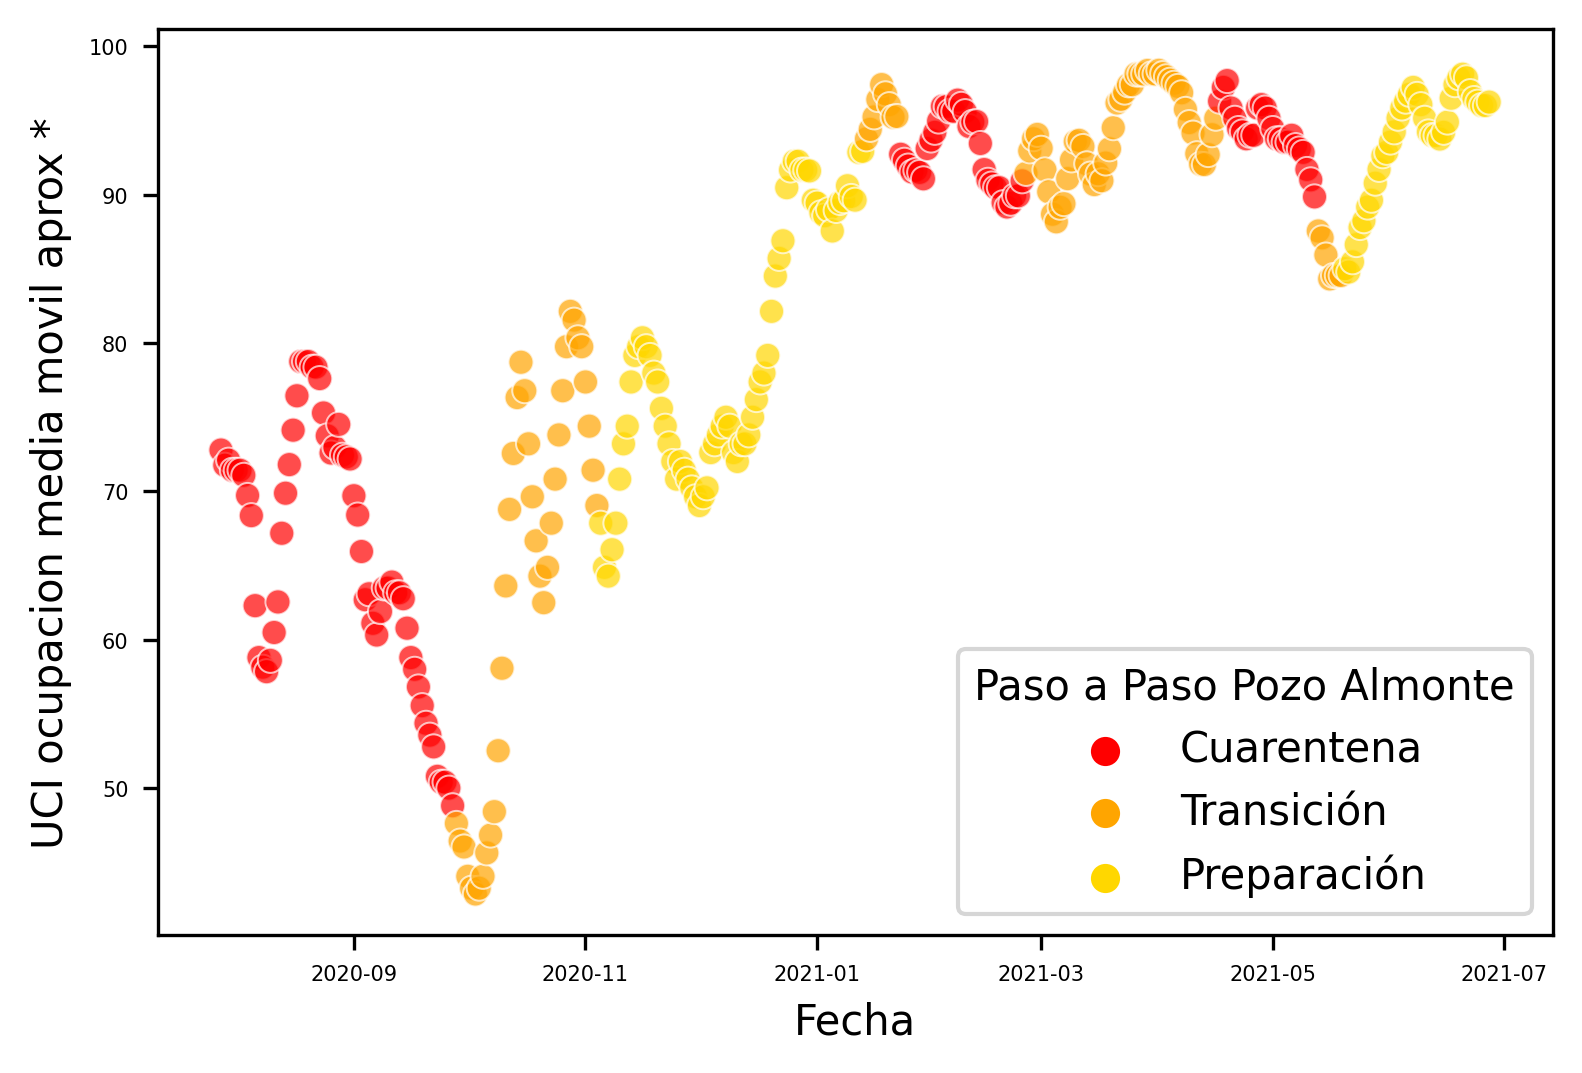 UCI ocupacion media movil aprox *
100
90
80
70
60
50
Paso a Paso Pozo Almonte
Cuarentena
Transición
Preparación
2020-09
2020-11
2021-01
2021-03
2021-05
2021-07
Fecha